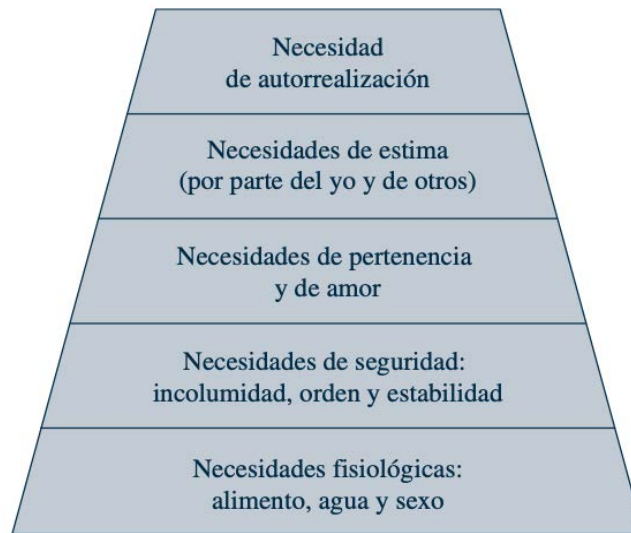 Necesidad
de autorrealización
Necesidades de estima
(por parte del yo y de otros)
Necesidades de pertenencia
y de amor
Necesidades de seguridad:
incolumidad, orden y estabilidad
Necesidades fisiológicas:
alimento, agua y sexo